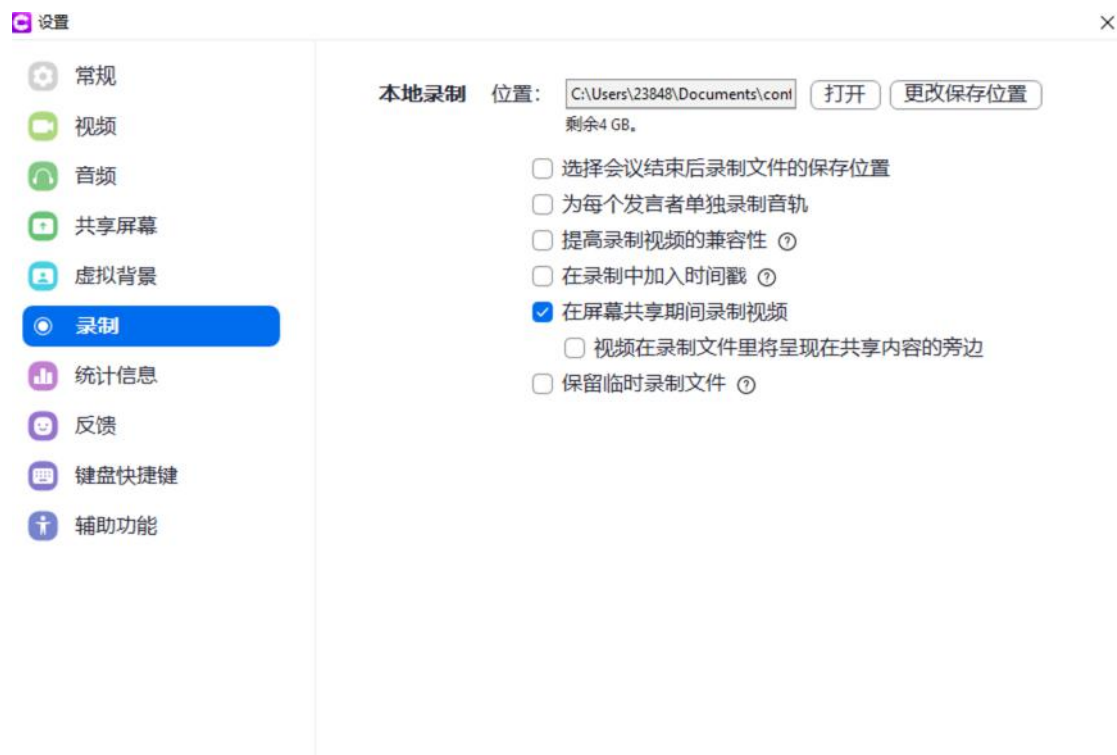 设置
常规
视频
音频
共享屏幕
虚拟背景
录制
统计信息
反馈
键盘快捷键
辅助功能
本地录制 位置： C:\Users\23848\Documents\conf 打开 更改保存位置
剩余4 GB。
选择会议结束后录制文件的保存位置
为每个发言者单独录制音轨
提高录制视频的兼容性
在录制中加入时间戳
在屏幕共享期间录制视频
视频在录制文件里将呈现在共享内容的旁边
保留临时录制文件